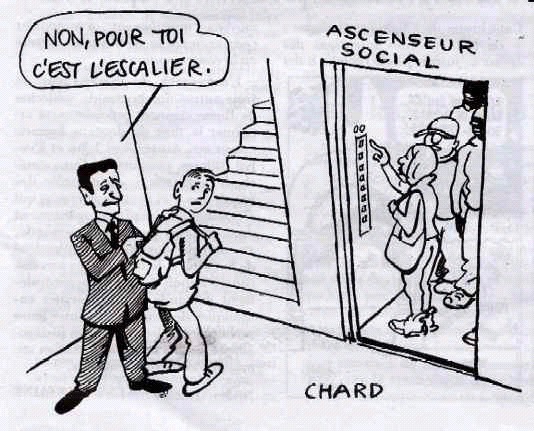 NON, POUR TOI
C'EST L'ESCALIER.
ASCENSEUR
SOCIAL
CHARD